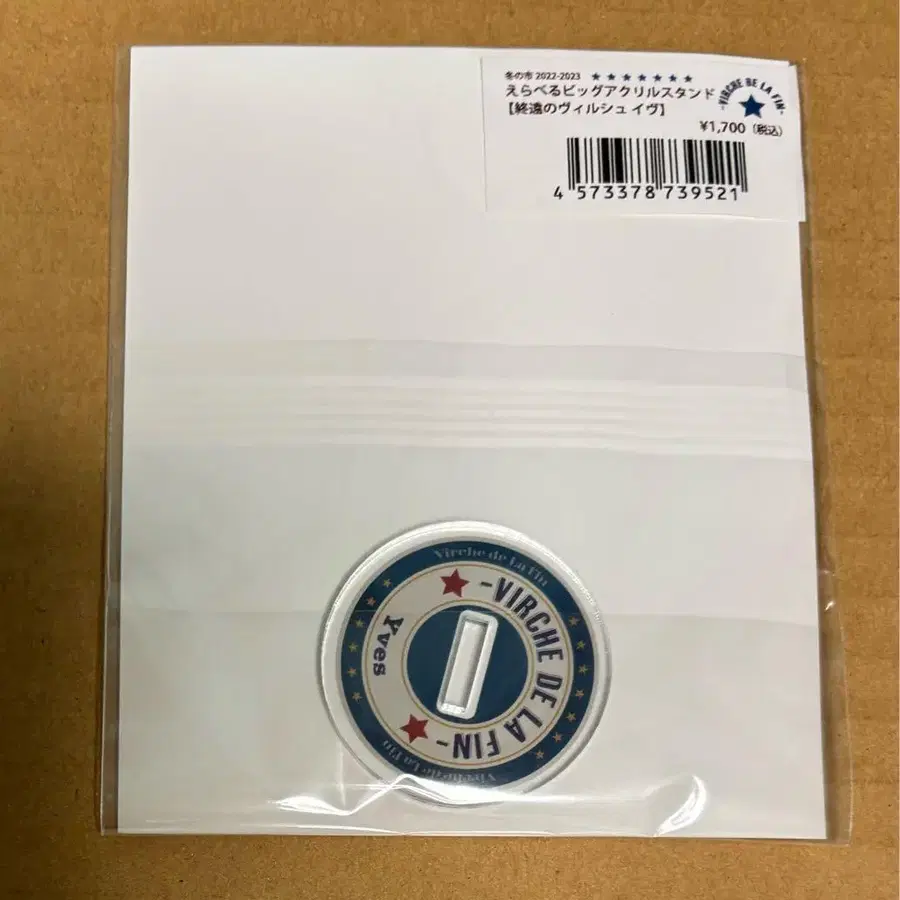 冬の市 2022-2023 ★★★★★★★
えらべるビッグアクリルスタンド
【終遠のヴィルシュ イヴ】
-VIRCHE DE LA FIN-
¥1,700（税込）
4 573378 739521
Virche de La Fin
-VIRCHE DE LA FIN-
Yves
Virche de La Fin